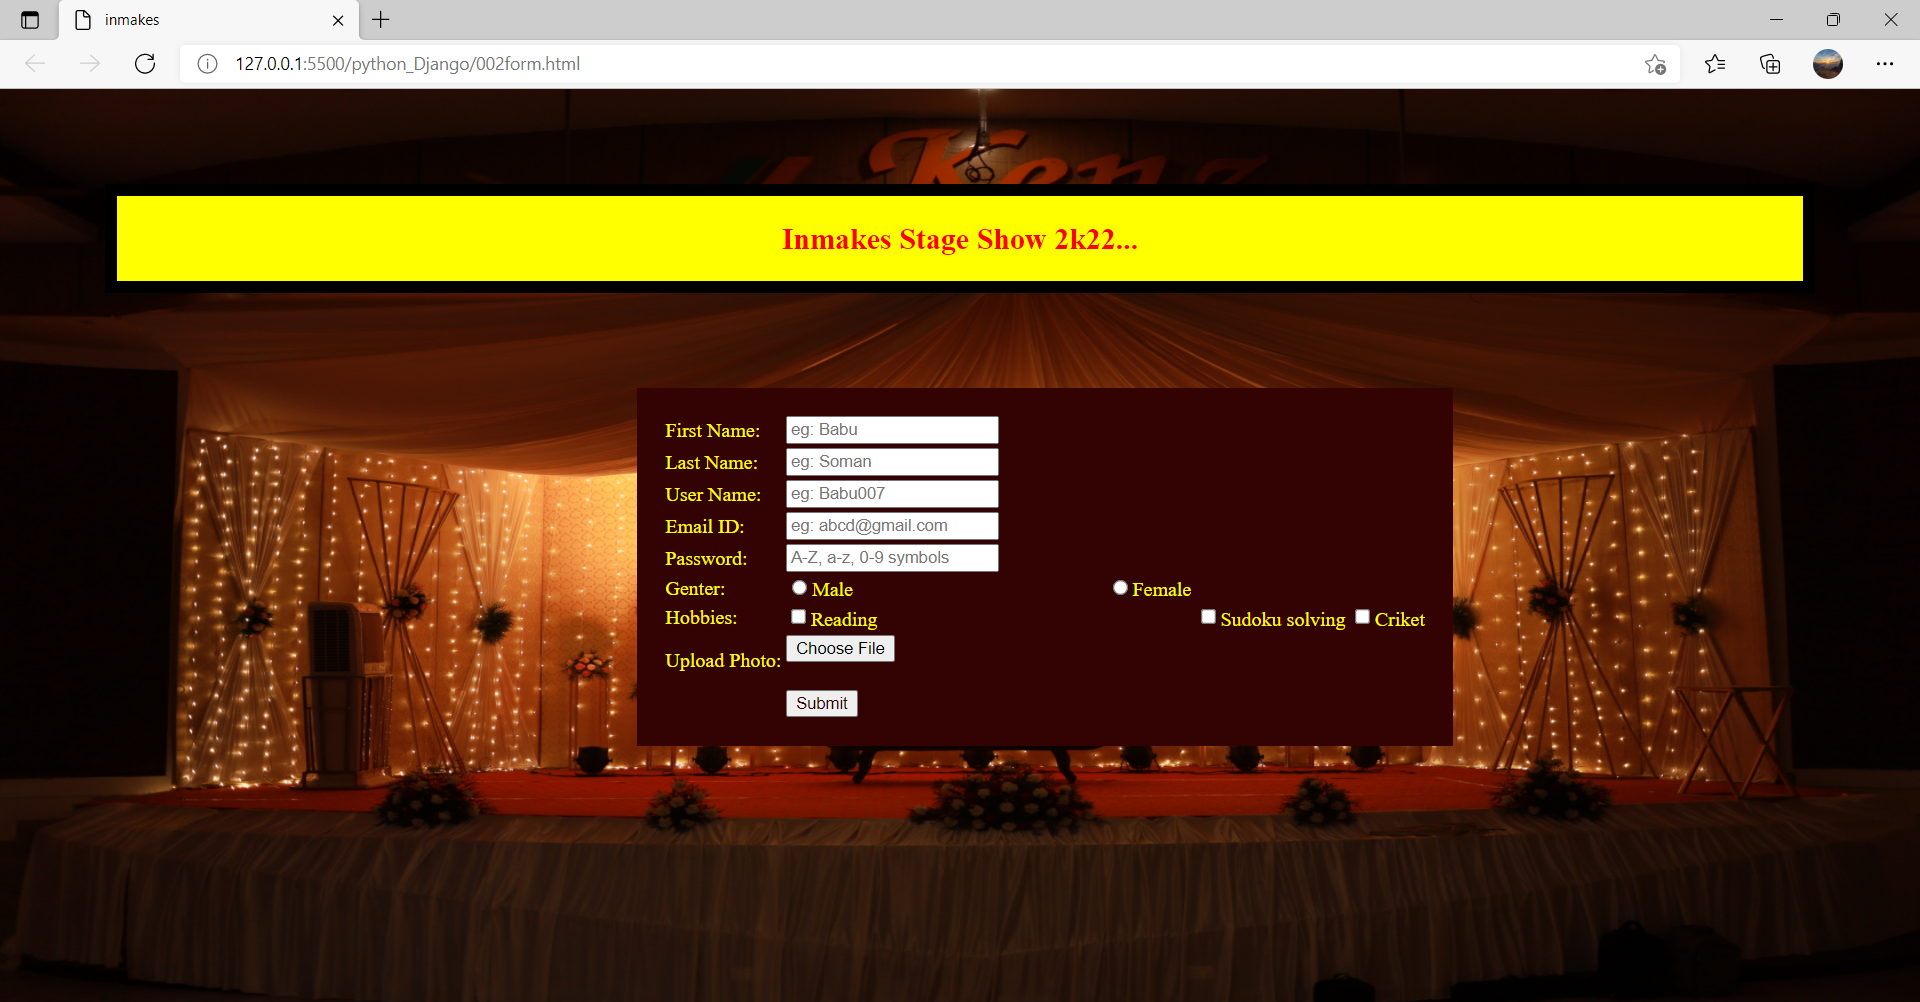 inmakes
127.0.0.1:5500/python_Django/002form.html
Kenz
Inmakes Stage Show 2k22...
First Name: eg: Babu
Last Name: eg: Soman
User Name: eg: Babu007
Email ID: eg: abcd@gmail.com
Password: A-Z, a-z, 0-9 symbols
Genter: Male Female
Hobbies: Reading Sudoku solving Criket
Upload Photo: Choose File
Submit